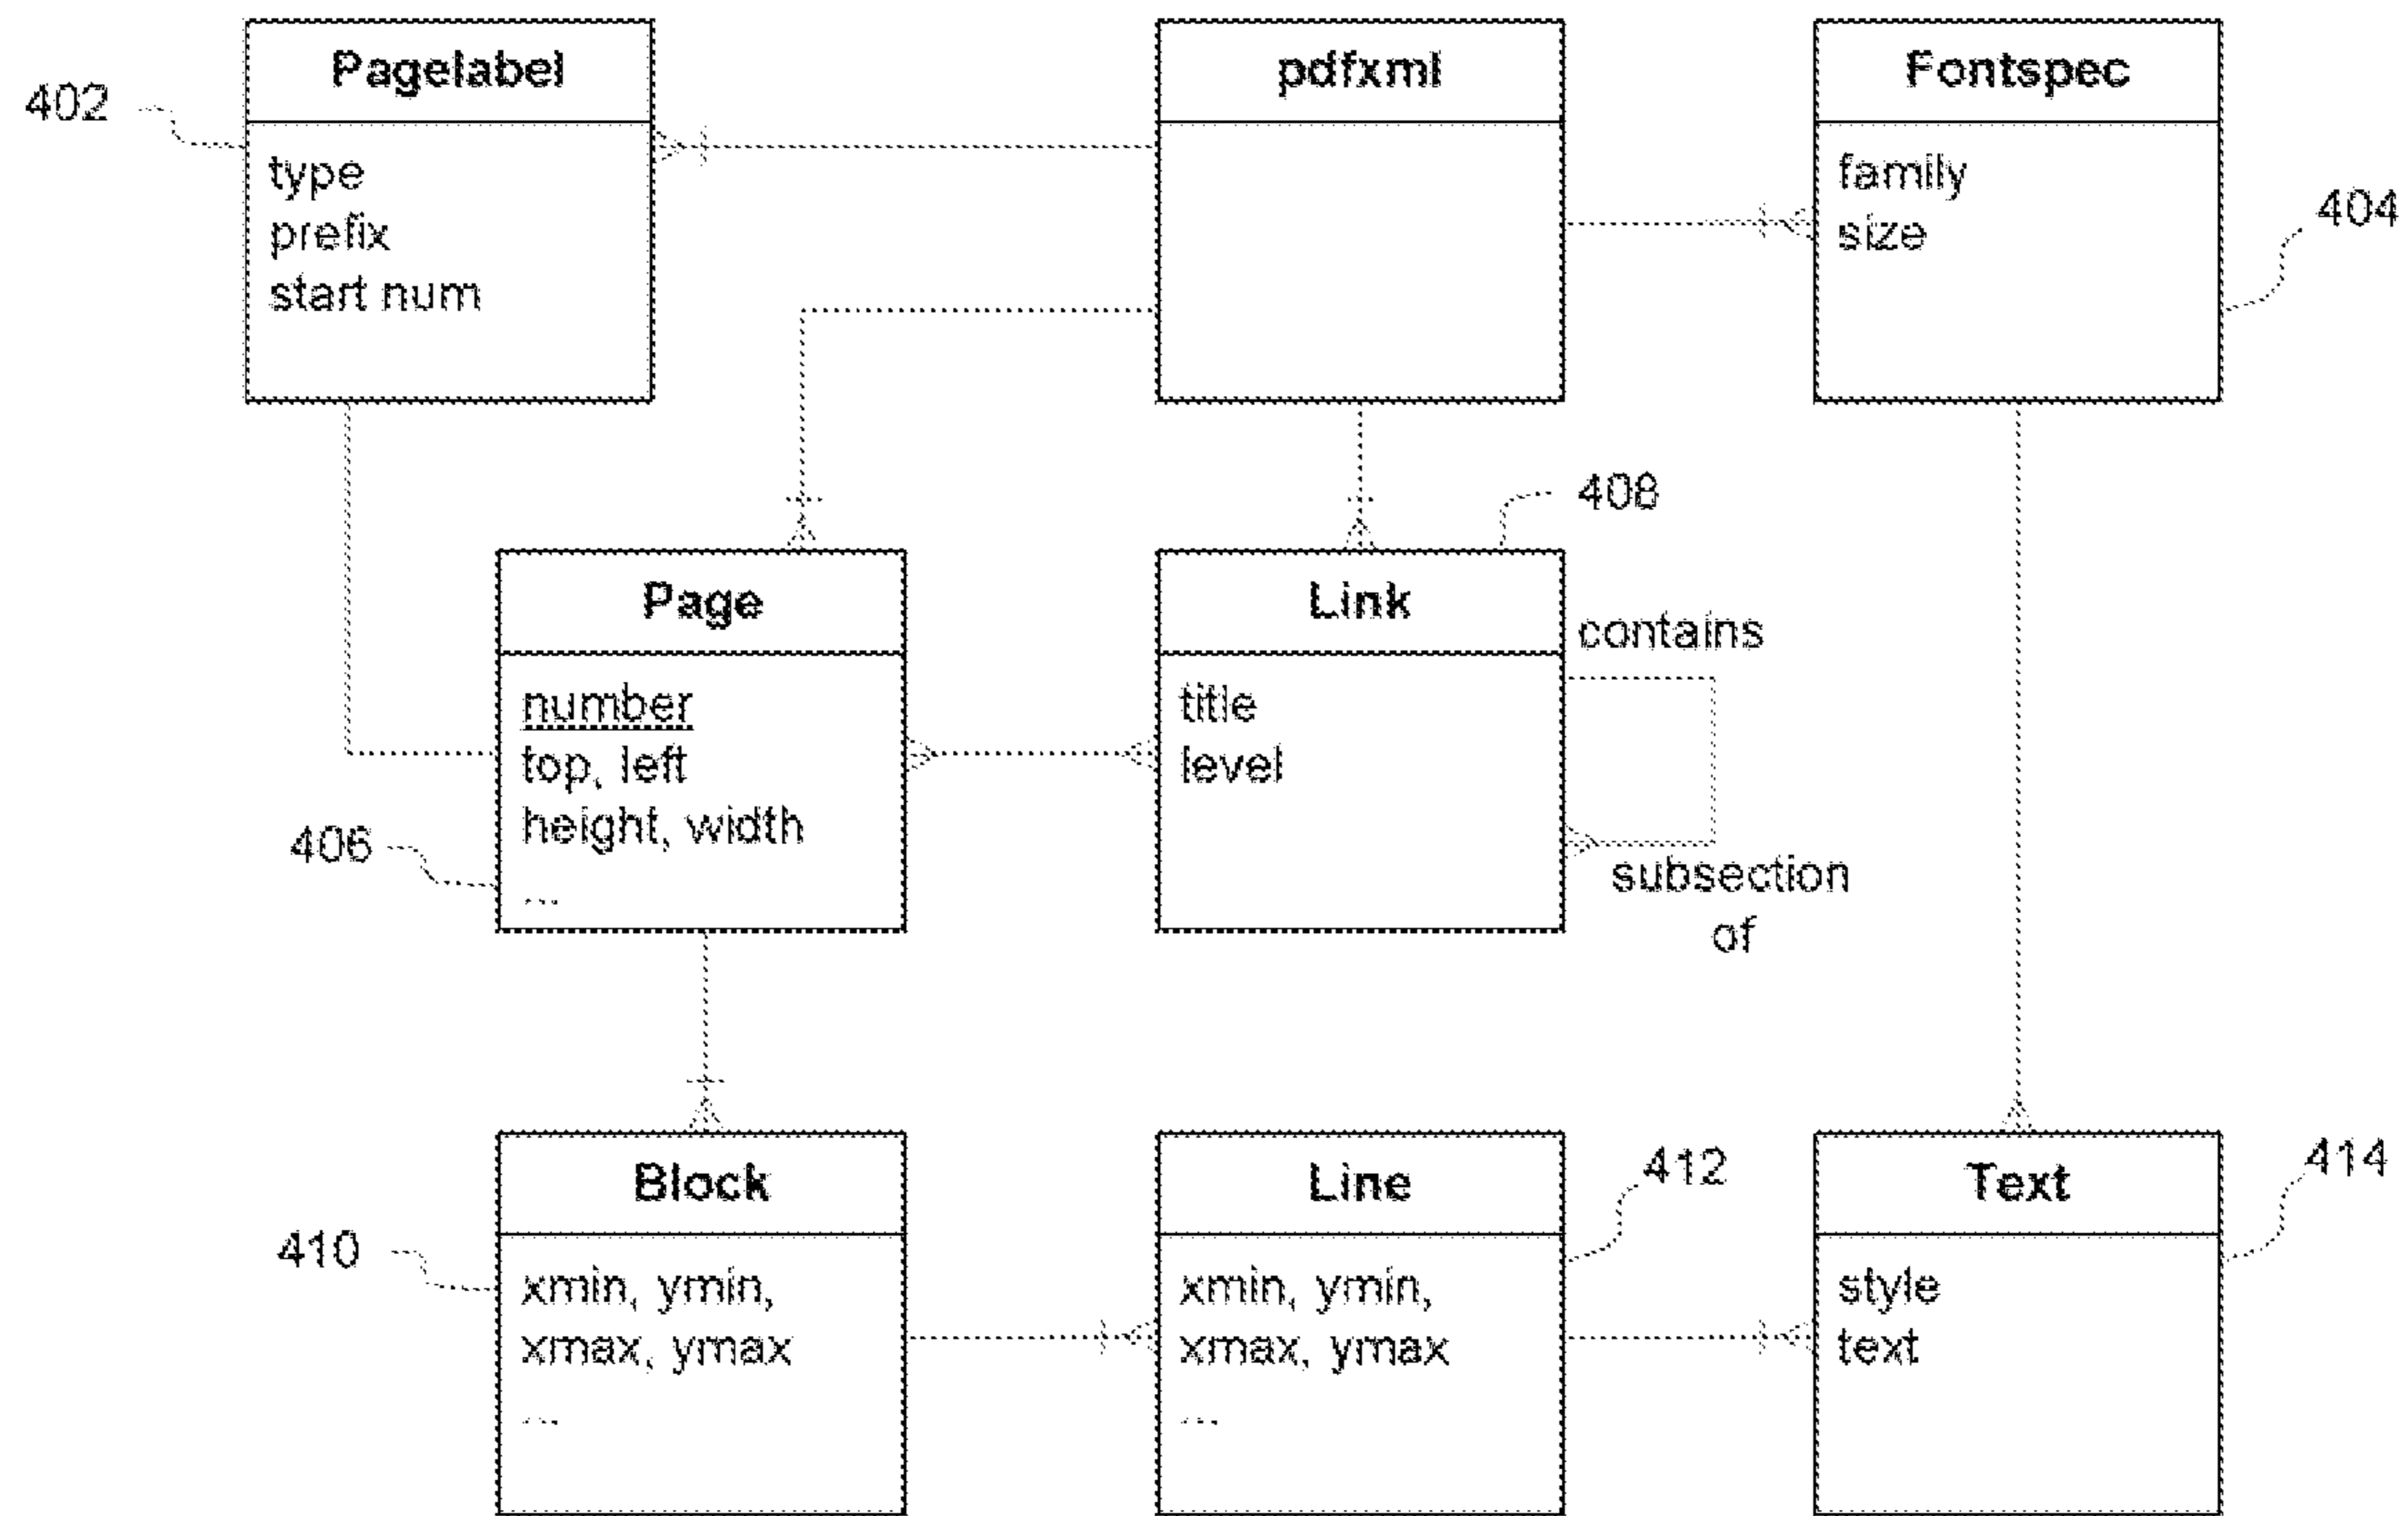 Pagelabel
402
type
prefix
start num
pdfxml
Fontspec
family
size
404
408
Page
number
top, left
height, width
...
406
Link
title
level
contains
subsection
of
Block
410
xmin, ymin,
xmax, ymax
...
Line
412
xmin, ymin,
xmax, ymax
...
Text
414
style
text